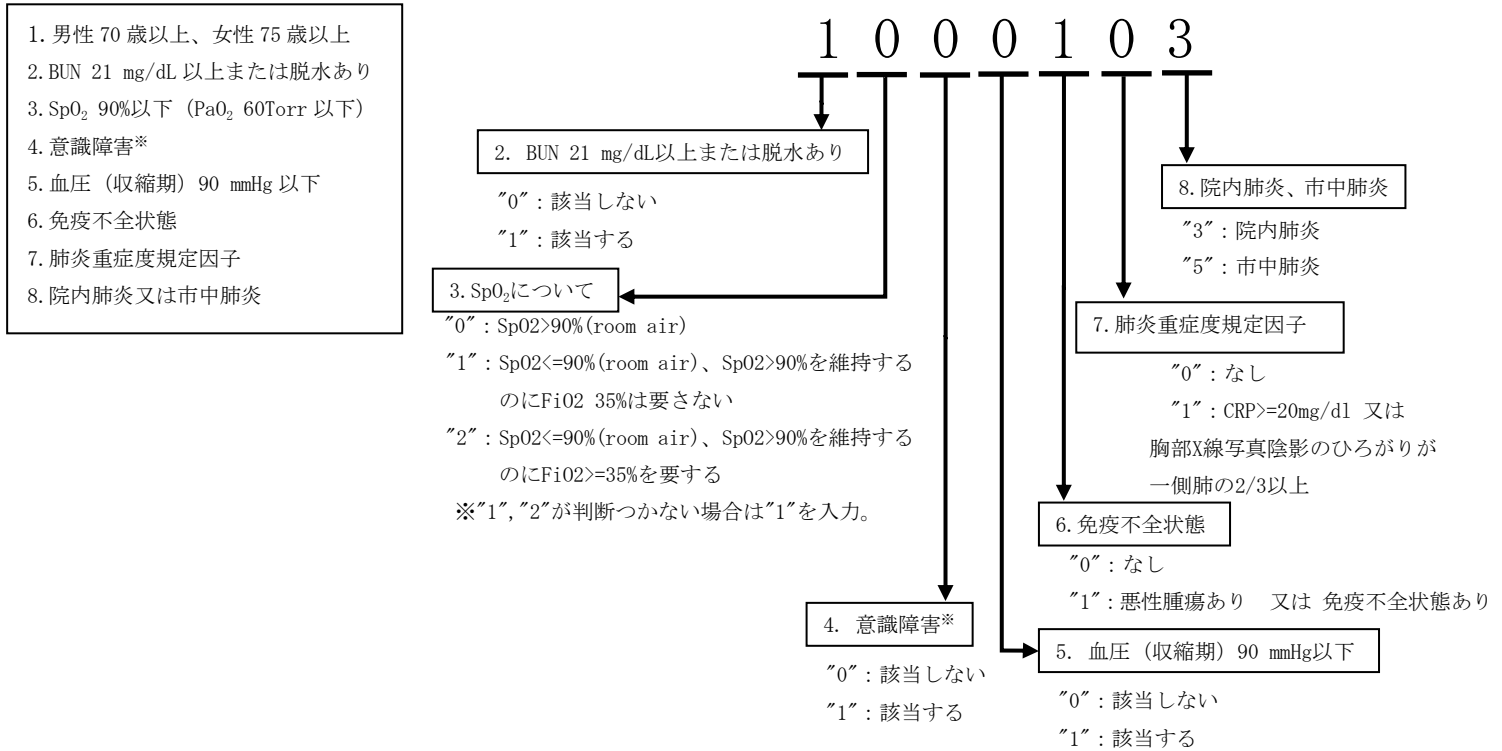 1. 男性 70 歳以上、女性 75 歳以上
2. BUN 21 mg/dL 以上または脱水あり
3. SpO₂ 90%以下 (PaO₂ 60Torr 以下)
4. 意識障害※
5. 血圧（収縮期）90 mmHg 以下
6. 免疫不全状態
7. 肺炎重症度規定因子
8. 院内肺炎又は市中肺炎
1 0 0 0 1 0 3
2. BUN 21 mg/dL以上または脱水あり
"0"：該当しない
"1"：該当する
3. SpO₂について
"0"：SpO2>90%(room air)
"1"：SpO2<=90%(room air)、SpO2>90%を維持する
のにFiO2 35%は要さない
"2"：SpO2<=90%(room air)、SpO2>90%を維持する
のにFiO2>=35%を要する
※"1","2"が判断つかない場合は"1"を入力。
4. 意識障害※
"0"：該当しない
"1"：該当する
5. 血圧（収縮期）90 mmHg以下
"0"：該当しない
"1"：該当する
6. 免疫不全状態
"0"：なし
"1"：悪性腫瘍あり 又は 免疫不全状態あり
7. 肺炎重症度規定因子
"0"：なし
"1"：CRP>=20mg/dl 又は
胸部X線写真陰影のひろがりが
一側肺の2/3以上
8. 院内肺炎、市中肺炎
"3"：院内肺炎
"5"：市中肺炎